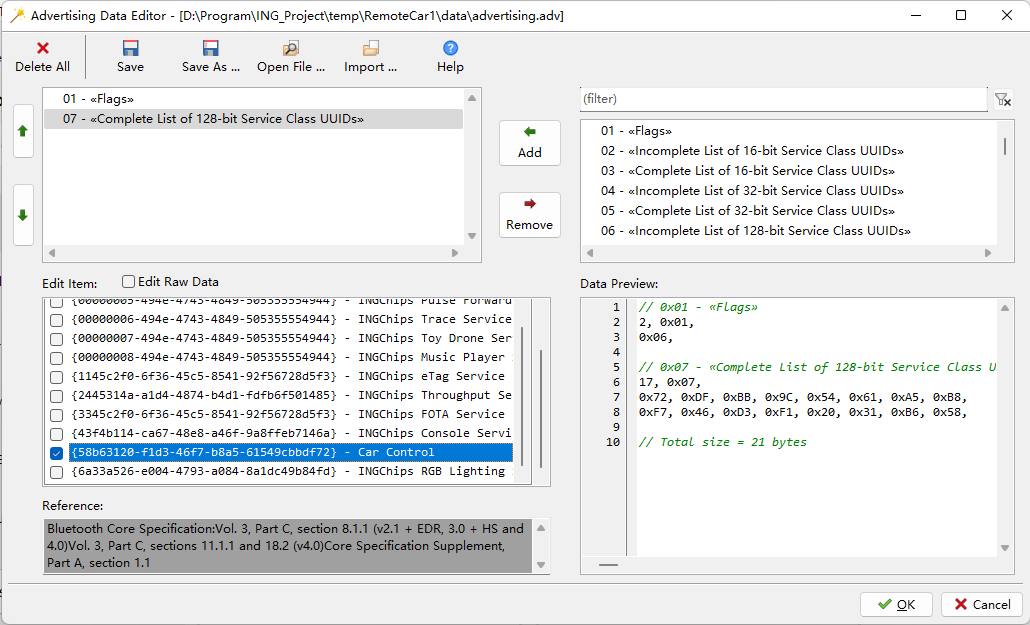 Advertising Data Editor - [D:\Program\ING_Project\temp\RemoteCar1\data\advertising.adv]
Delete All
Save
Save As ...
Open File ...
Import ...
Help
01 - «Flags»
07 - «Complete List of 128-bit Service Class UUIDs»
Add
Remove
(filter)
01 - «Flags»
02 - «Incomplete List of 16-bit Service Class UUIDs»
03 - «Complete List of 16-bit Service Class UUIDs»
04 - «Incomplete List of 32-bit Service Class UUIDs»
05 - «Complete List of 32-bit Service Class UUIDs»
06 - «Incomplete List of 128-bit Service Class UUIDs»
Edit Item:
Edit Raw Data
{00000005-494e-4743-4849-505355554944} - INGChips Pulse Forward
{00000006-494e-4743-4849-505355554944} - INGChips Trace Service
{00000007-494e-4743-4849-505355554944} - INGChips Toy Drone Ser
{00000008-494e-4743-4849-505355554944} - INGChips Music Player
{1145c2f0-6f36-45c5-8541-92f56728d5f3} - INGChips eTag Service
{2445314a-a1d4-4874-b4d1-fdfb6f501485} - INGChips Throughput Se
{3345c2f0-6f36-45c5-8541-92f56728d5f3} - INGChips FOTA Service
{43f4b114-ca67-48e8-a46f-9a8ffeb7146a} - INGChips Console Servi
{58b63120-f1d3-46f7-b8a5-61549cbbdf72} - Car Control
{6a33a526-e004-4793-a084-8a1dc49b84fd} - INGChips RGB Lighting
Reference:
Bluetooth Core Specification:Vol. 3, Part C, section 8.1.1 (v2.1 + EDR, 3.0 + HS and
4.0)Vol. 3, Part C, sections 11.1.1 and 18.2 (v4.0)Core Specification Supplement,
Part A, section 1.1
Data Preview:
1 // 0x01 - «Flags»
2 2, 0x01,
3 0x06,
4
5 // 0x07 - «Complete List of 128-bit Service Class U
6 17, 0x07,
7 0x72, 0xDF, 0xBB, 0x9C, 0x54, 0x61, 0xA5, 0xB8,
8 0xF7, 0x46, 0xD3, 0xF1, 0x20, 0x31, 0xB6, 0x58,
9
10 // Total size = 21 bytes
OK
Cancel